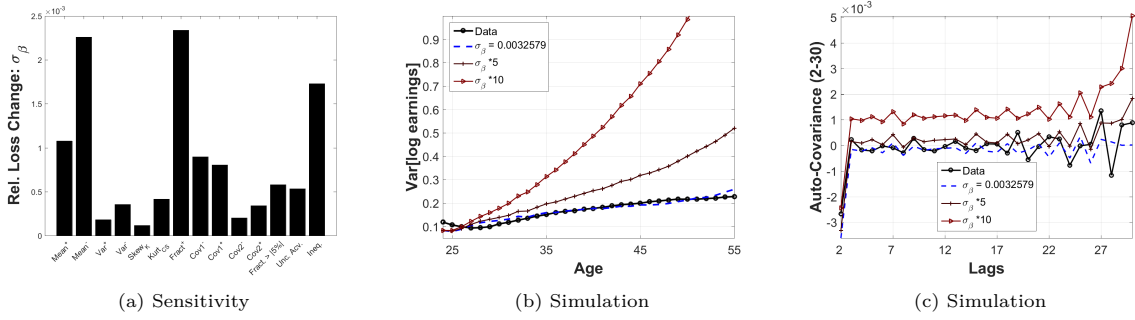 ×10⁻³
Rel. Loss Change: σ_β
2.5
2
1.5
1
0.5
0
Mean⁺
Mean⁻
Var⁺
Var⁻
Skew_K
Kurt_CS
Fract⁺
Cov1⁻
Cov1⁺
Cov2⁻
Cov2⁺
Fract. > |5%|
Unc. Acv.
Ineq.
(a) Sensitivity
Var[log earnings]
0.9
0.8
0.7
0.6
0.5
0.4
0.3
0.2
0.1
Data
σ_β = 0.0032579
σ_β *5
σ_β *10
25 35 45 55
Age
(b) Simulation
×10⁻³
Auto-Covariance (2-30)
5
4
3
2
1
0
-1
-2
-3
Data
σ_β = 0.0032579
σ_β *5
σ_β *10
2 7 12 17 22 27
Lags
(c) Simulation